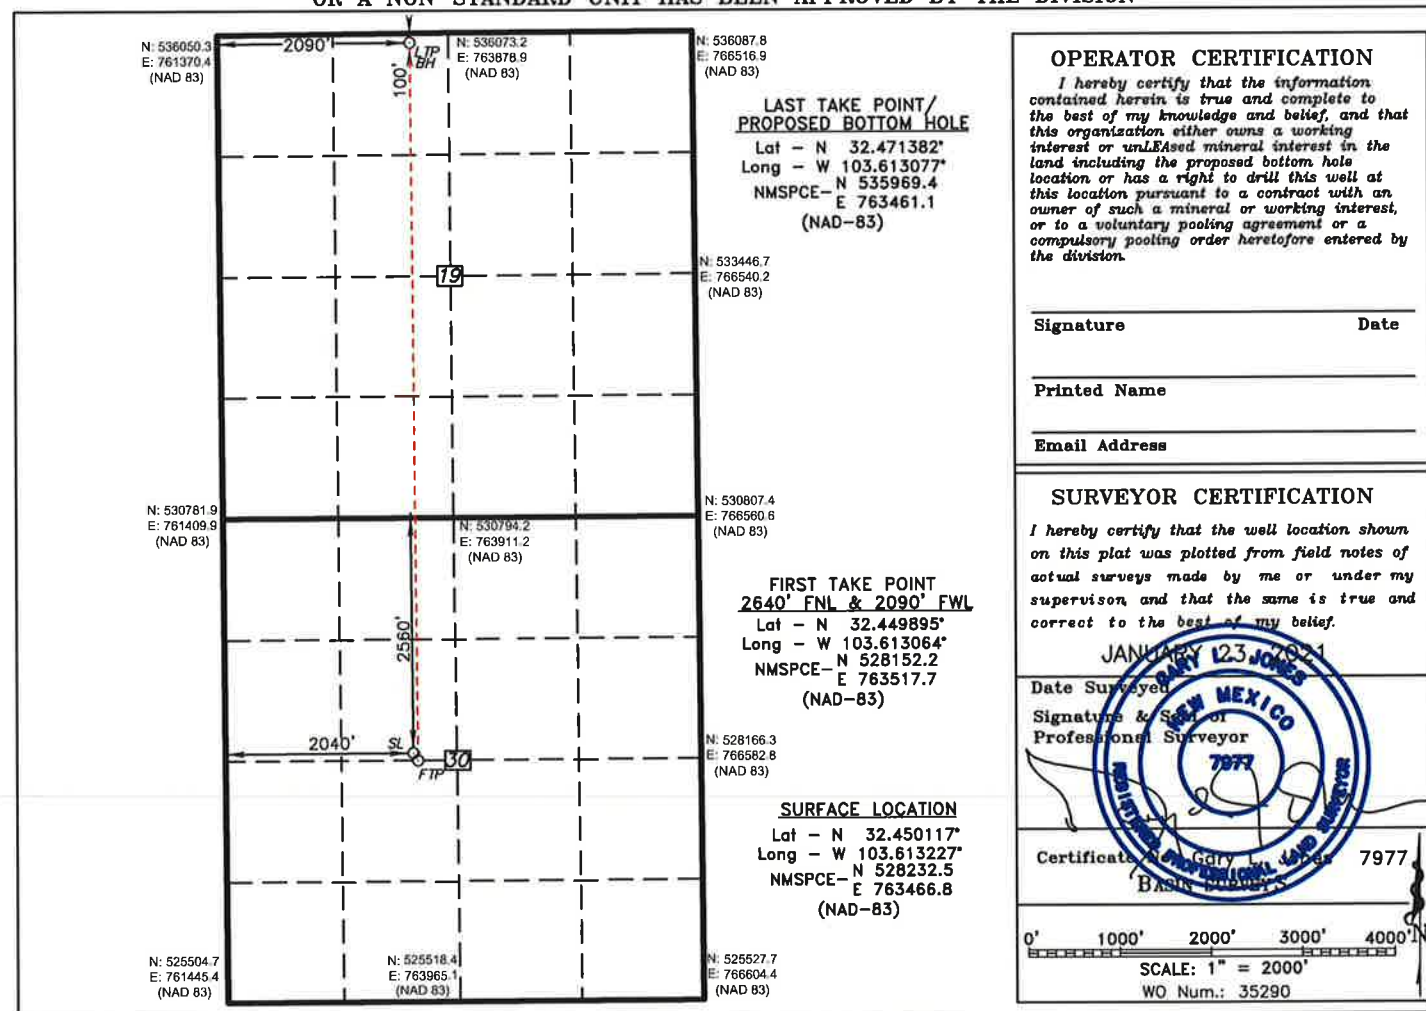 OR A NON-STANDARD UNIT HAS BEEN APPROVED BY THE DIVISION
N: 536050.3
E: 761370.4
(NAD 83)
2090'
LTP
BH
100'
N: 536073.2
E: 763878.9
(NAD 83)
N: 536087.8
E: 766516.9
(NAD 83)
LAST TAKE POINT/
PROPOSED BOTTOM HOLE
Lat - N 32.471382°
Long - W 103.613077°
NMSPCE- N 535969.4
E 763461.1
(NAD-83)
19
N: 533446.7
E: 766540.2
(NAD 83)
N: 530781.9
E: 761409.9
(NAD 83)
N: 530794.2
E: 763911.2
(NAD 83)
N: 530807.4
E: 766560.6
(NAD 83)
2560'
FIRST TAKE POINT
2640' FNL & 2090' FWL
Lat - N 32.449895°
Long - W 103.613064°
NMSPCE- N 528152.2
E 763517.7
(NAD-83)
2040'
SL
FTP
30
N: 528166.3
E: 766582.8
(NAD 83)
SURFACE LOCATION
Lat - N 32.450117°
Long - W 103.613227°
NMSPCE- N 528232.5
E 763466.8
(NAD-83)
N: 525504.7
E: 761445.4
(NAD 83)
N: 525518.4
E: 763965.1
(NAD 83)
N: 525527.7
E: 766604.4
(NAD 83)
OPERATOR CERTIFICATION
I hereby certify that the information
contained herein is true and complete to
the best of my knowledge and belief, and that
this organization either owns a working
interest or unLEAsed mineral interest in the
land including the proposed bottom hole
location or has a right to drill this well at
this location pursuant to a contract with an
owner of such a mineral or working interest,
or to a voluntary pooling agreement or a
compulsory pooling order heretofore entered by
the division.
Signature Date
Printed Name
Email Address
SURVEYOR CERTIFICATION
I hereby certify that the well location shown
on this plat was plotted from field notes of
actual surveys made by me or under my
supervison, and that the same is true and
correct to the best of my belief.
JANUARY 23, 2021
Date Surveyed
Signature & Seal of
Professional Surveyor
GARY L. JONES
NEW MEXICO
7977
REGISTERED PROFESSIONAL LAND SURVEYOR
Certificate No. Gary L. Jones 7977
BASIN SURVEYS
0' 1000' 2000' 3000' 4000'
SCALE: 1" = 2000'
WO Num.: 35290